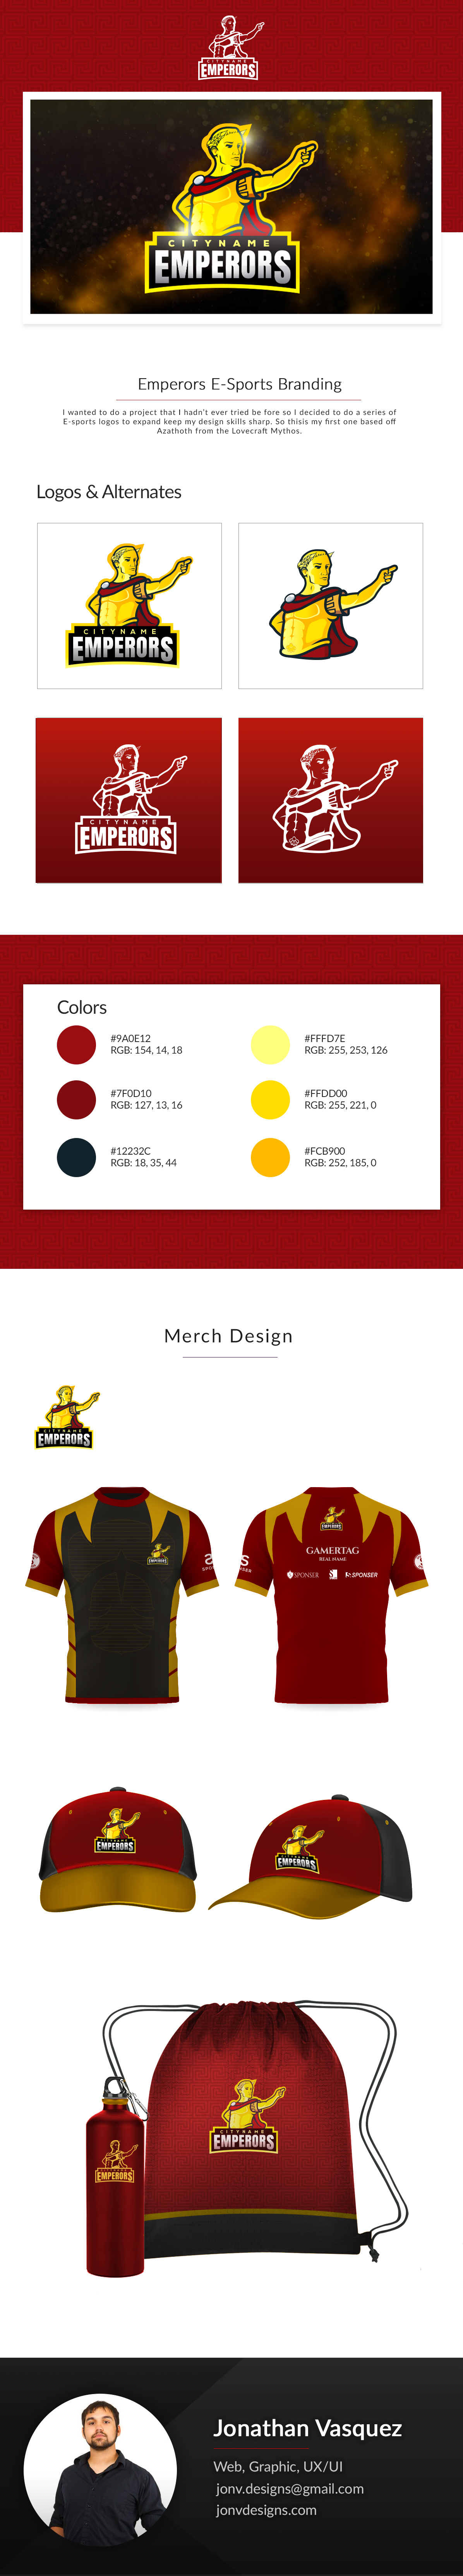 CITYNAME
EMPERORS
CITYNAME
EMPERORS
Emperors E-Sports Branding
I wanted to do a project that I hadn't ever tried be fore so I decided to do a series of
E-sports logos to expand keep my design skills sharp. So thisis my first one based off
Azathoth from the Lovecraft Mythos.
Logos & Alternates
CITYNAME
EMPERORS
CITYNAME
EMPERORS
Colors
#9A0E12
RGB: 154, 14, 18
#FFFD7E
RGB: 255, 253, 126
#7F0D10
RGB: 127, 13, 16
#FFDD00
RGB: 255, 221, 0
#12232C
RGB: 18, 35, 44
#FCB900
RGB: 252, 185, 0
Merch Design
CITYNAME
EMPERORS
EMPERORS
SPO
EMPERORS
GAMERTAG
REAL NAME
SPONSER
SPONSER
NSER
CITYNAME
EMPERORS
CITYNAME
EMPERORS
CITYNAME
EMPERORS
CITYNAME
EMPERORS
Jonathan Vasquez
Web, Graphic, UX/UI
jonv.designs@gmail.com
jonvdesigns.com